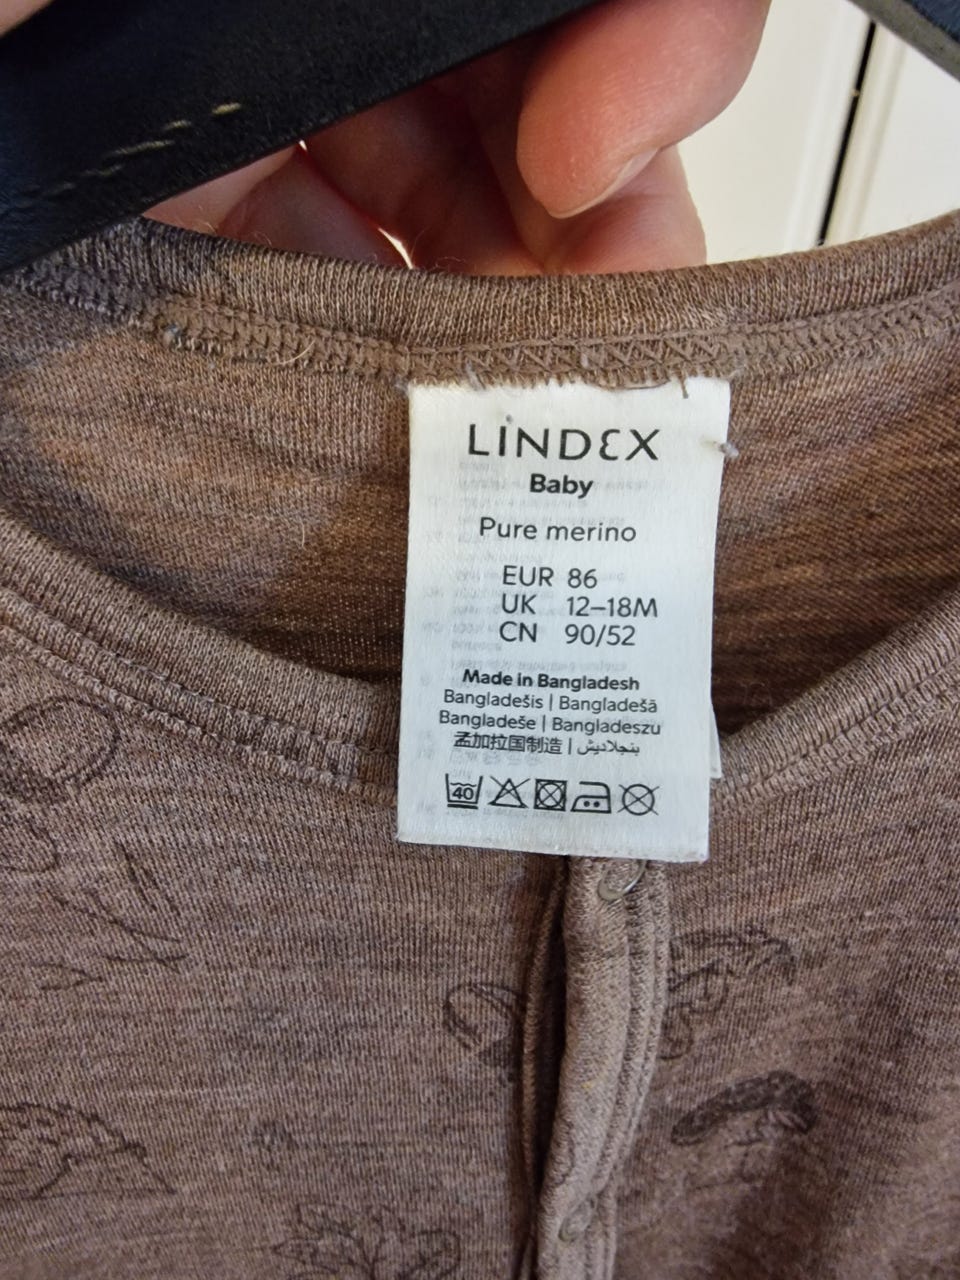 LINDEX
Baby
Pure merino
EUR 86
UK 12–18M
CN 90/52
Made in Bangladesh
Bangladešis | Bangladešā
Bangladeše | Bangladeszu
孟加拉国制造 | بنجلاديش
40